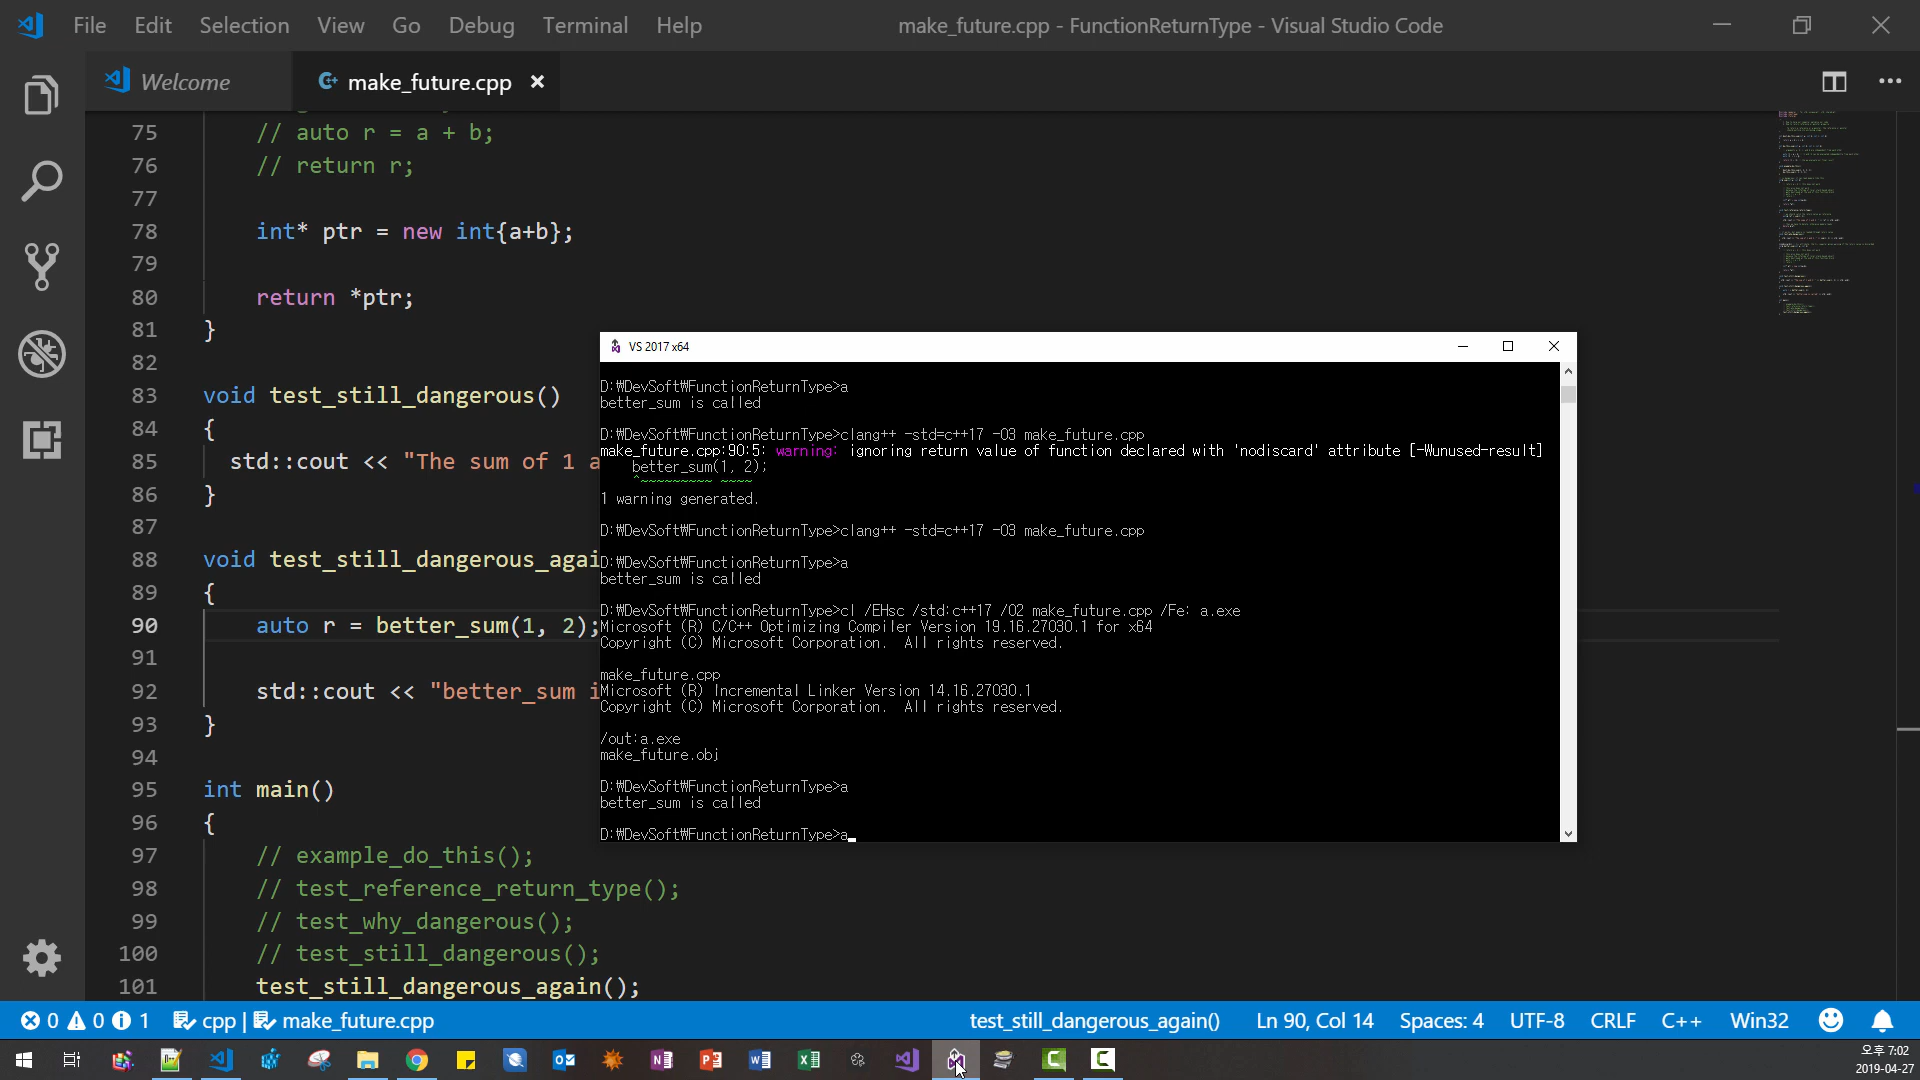 File Edit Selection View Go Debug Terminal Help
make_future.cpp - FunctionReturnType - Visual Studio Code
Welcome
make_future.cpp
75 // auto r = a + b;
76 // return r;
77
78 int* ptr = new int{a+b};
79
80 return *ptr;
81 }
82
83 void test_still_dangerous()
84 {
85 std::cout << "The sum of 1 a
86 }
87
88 void test_still_dangerous_agai
89 {
90 auto r = better_sum(1, 2);
91
92 std::cout << "better_sum i
93 }
94
95 int main()
96 {
97 // example_do_this();
98 // test_reference_return_type();
99 // test_why_dangerous();
100 // test_still_dangerous();
101 test_still_dangerous_again();
VS 2017 x64
D:₩DevSoft₩FunctionReturnType>a
better_sum is called
D:₩DevSoft₩FunctionReturnType>clang++ -std=c++17 -O3 make_future.cpp
make_future.cpp:90:5: warning: ignoring return value of function declared with 'nodiscard' attribute [-Wunused-result]
better_sum(1, 2);
^~~~~~~~~~ ~~~~
1 warning generated.
D:₩DevSoft₩FunctionReturnType>clang++ -std=c++17 -O3 make_future.cpp
D:₩DevSoft₩FunctionReturnType>a
better_sum is called
D:₩DevSoft₩FunctionReturnType>cl /EHsc /std:c++17 /O2 make_future.cpp /Fe: a.exe
Microsoft (R) C/C++ Optimizing Compiler Version 19.16.27030.1 for x64
Copyright (C) Microsoft Corporation.  All rights reserved.
make_future.cpp
Microsoft (R) Incremental Linker Version 14.16.27030.1
Copyright (C) Microsoft Corporation.  All rights reserved.
/out:a.exe
make_future.obj
D:₩DevSoft₩FunctionReturnType>a
better_sum is called
D:₩DevSoft₩FunctionReturnType>a
0 0 1 cpp | make_future.cpp
test_still_dangerous_again() Ln 90, Col 14 Spaces: 4 UTF-8 CRLF C++ Win32
오후 7:02
2019-04-27